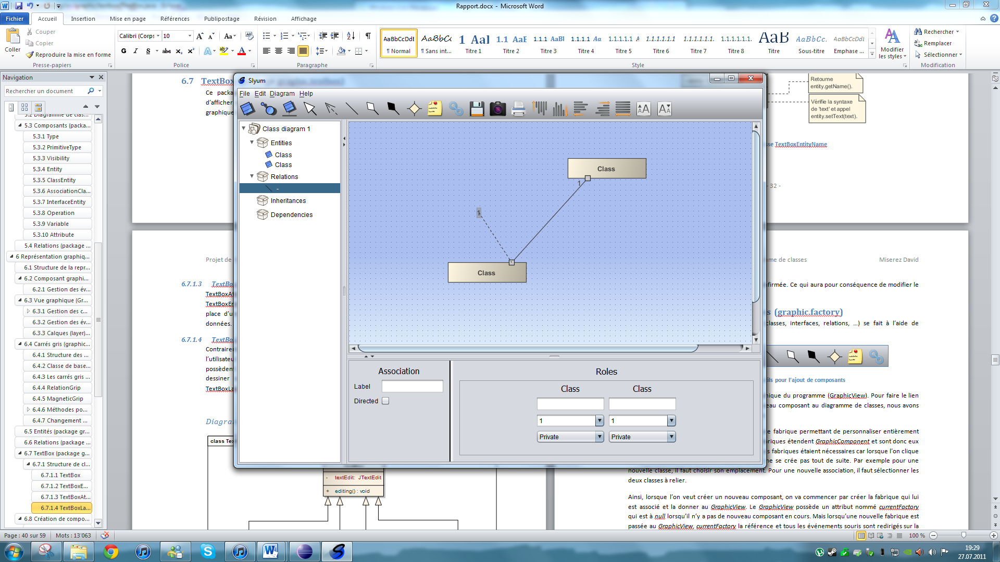 Rapport.docx - Microsoft Word
Fichier Accueil Insertion Mise en page Références Publipostage Révision Affichage
Coller
Couper
Copier
Reproduire la mise en forme
Presse-papiers
Calibri (Corps 10
Police
Paragraphe
AaBbCcDdE AaBbCcI 1 AaI 1.1 AaE 1.1.1 AaBl 1.1.1.1 Aa. 1.1.1.1.1 A 1.1.1.1.1.1 1.1.1.1.1.1. 1.1.1.1.1.1. AaB AaBbCc. AaBbCcDdE
¶ Normal ¶ Sans int... Titre 1 Titre 2 Titre 3 Titre 4 Titre 5 Titre 6 Titre 7 Titre 8 Titre Sous-titre Emphase ...
Style
Modifier
les styles
Rechercher
Remplacer
Sélectionner
Modification
Navigation
Rechercher un document
5.3 Composants (packa...
5.3.1 Type
5.3.2 PrimitiveType
5.3.3 Visibility
5.3.4 Entity
5.3.5 ClassEntity
5.3.6 AssociationCla...
5.3.7 InterfaceEntity
5.3.8 Operation
5.3.9 Variable
5.3.10 Attribute
5.4 Relations (package ...
6 Représentation graphiq...
6.1 Structure de la repr...
6.2 Composant graphi...
6.2.1 Gestion des év...
6.3 Vue graphique (Gr...
6.3.1 Gestion des c...
6.3.2 Gestion des év...
6.3.3 Calques (layer)...
6.4 Carrés gris (graphic...
6.4.1 Structure des ...
6.4.2 Classe de base...
6.4.3 Les carrés gris ...
6.4.4 RelationGrip
6.4.5 MagneticGrip
6.4.6 Méthodes po...
6.4.7 Changement ...
6.5 Entités (package gr...
6.6 Relations (package ...
6.7 TextBox (package g...
6.7.1 Structure de cl...
6.7.1.1 TextBox
6.7.1.2 TextBoxE...
6.7.1.3 TextBoxAt...
6.7.1.4 TextBoxLa...
6.8 Création de compo...
6.7 TextBox
Ce packa
d'afficher
graphique
Projet de
6.7.1.3 TextBo
TextBoxA
TextBoxEn
place d'u
données.
6.7.1.4 TextBo
Contraire
l'utilisateu
possèden
dessiner
TextBoxLa
Diagra
class Tex
- textEdit: JTextEdit
+ editing() : void
Slyum
File Edit Diagram Help
AA AA
Class diagram 1
Entities
Class
Class
Relations
-
Inheritances
Dependencies
Class
1
1
Class
Association
Label
Directed
Roles
Class Class
1 1
Private Private
Retourne
entity.getName().
Vérifie la syntaxe
de 'text' et appel
entity.setText(text).
se TextBoxEntityName
- 32 -
me de classes Miserez David
nfirmée. Ce qui aura pour conséquence de modifier le
s (graphic.factory)
classes, interfaces, relations, ...) se fait à l'aide de
tils pour l'ajout de composants
nique du programme (GraphicView). Pour faire le lien
eau composant au diagramme de classes, nous avons
e fabrique permettant de personnaliser entièrement
riques étendent GraphicComponent et sont donc eux
s fabriques étaient nécessaires car lorsque l'on clique
ne se crée pas tout de suite. Par exemple pour une
nouvelle classe, il faut choisir son emplacement. Pour une nouvelle association, il faut sélectionner les
deux classes à relier.
Ainsi, lorsque l'on veut créer un nouveau composant, on va commencer par créer la fabrique qui lui
est associé et la donner au GraphicView. Le GraphicView possède un attribut nommé currentFactory
qui est à null lorsqu'il n'y a pas de nouveau composant en cours. Mais lorsqu'une nouvelle fabrique est
passée au GraphicView, currentFactory la référence et tous les événements souris sont redirigés sur la
Page : 40 sur 59 Mots : 13'063
100 %
19:29
27.07.2011